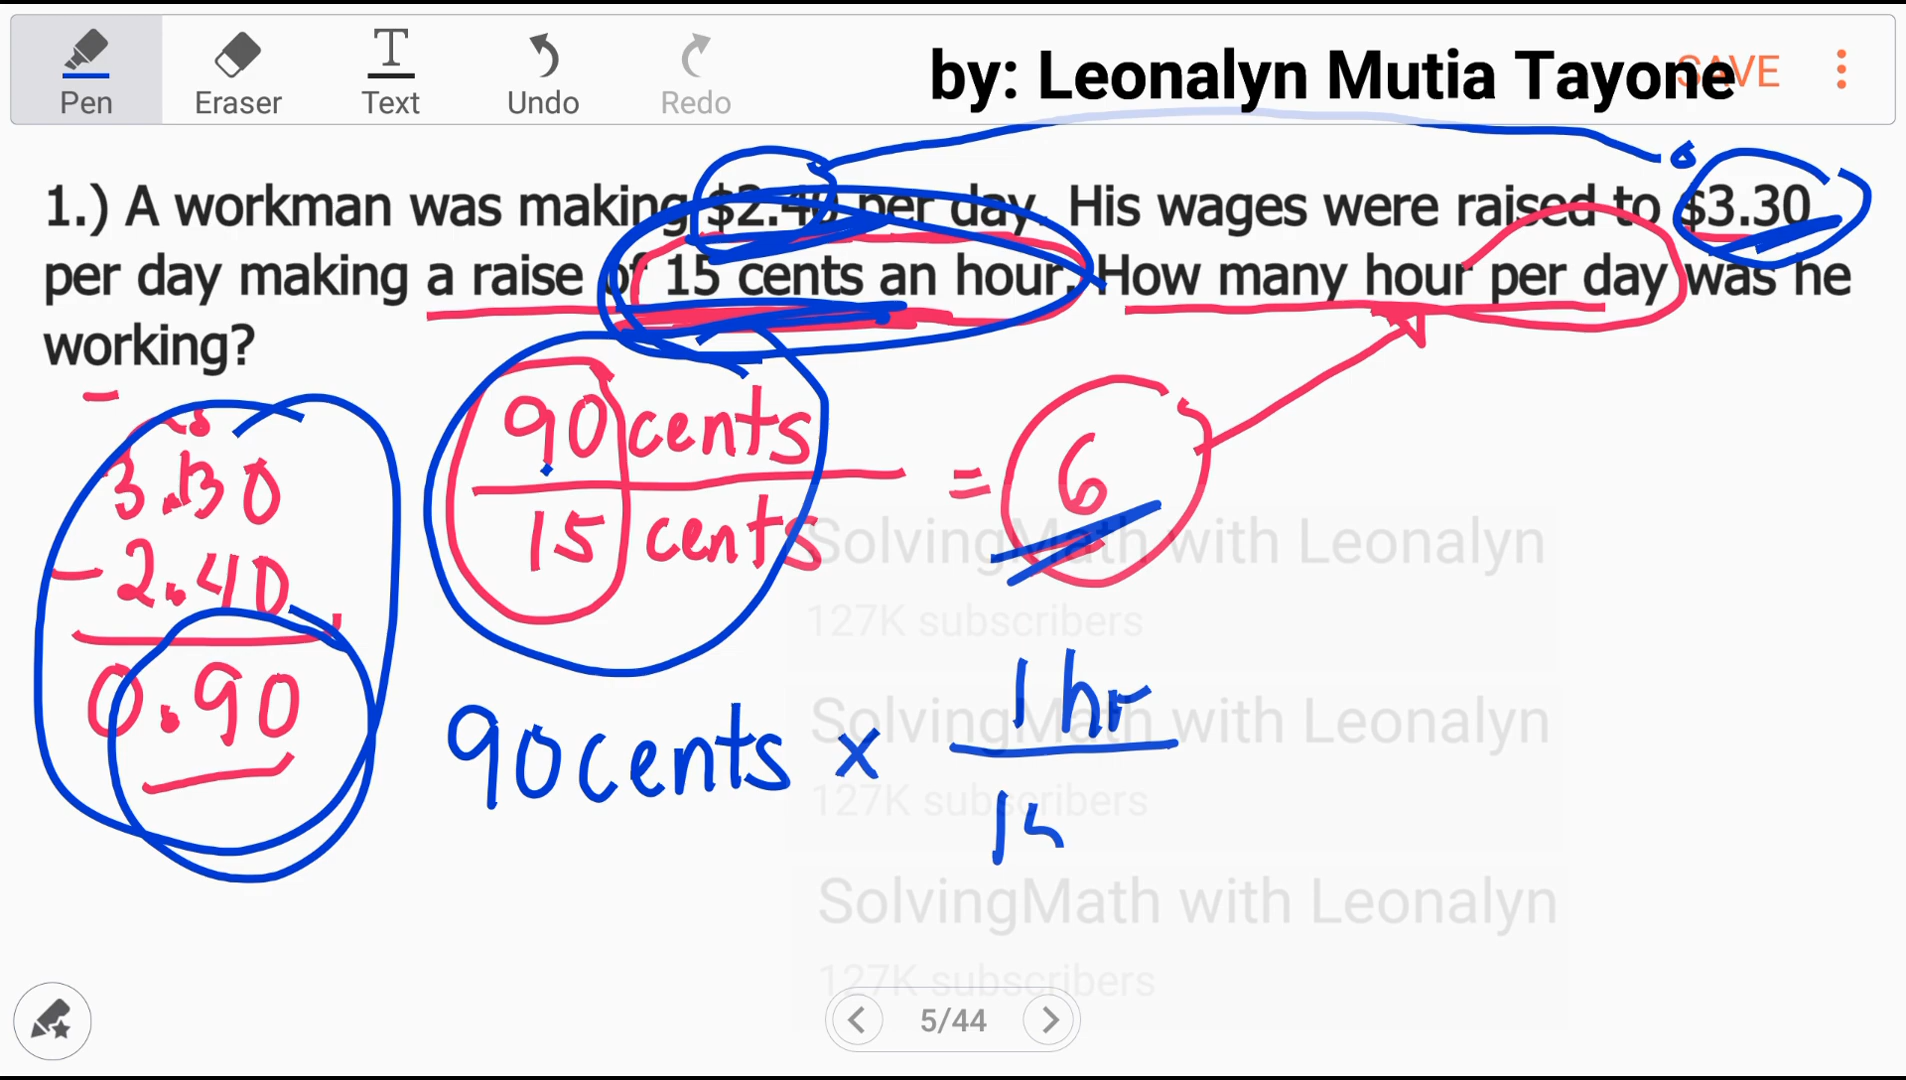 Pen
Eraser
Text
Undo
Redo
by: Leonalyn Mutia Tayone
SAVE
1.) A workman was making $2.40 per day. His wages were raised to $3.30
per day making a raise of 15 cents an hour. How many hour per day was he
working?
3.30
- 2.40
0.90
90 cents
15 cents
= 6
SolvingMath with Leonalyn
127K subscribers
90 cents x 1 hr
15
SolvingMath with Leonalyn
127K subscribers
SolvingMath with Leonalyn
127K subscribers
5/44